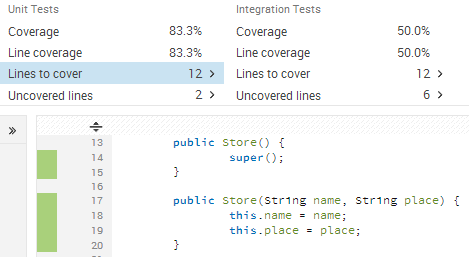 Unit Tests
Coverage 83.3%
Line coverage 83.3%
Lines to cover 12 >
Uncovered lines 2 >
Integration Tests
Coverage 50.0%
Line coverage 50.0%
Lines to cover 12 >
Uncovered lines 6 >
»
13 public Store() {
14 super();
15 }
16
17 public Store(String name, String place) {
18 this.name = name;
19 this.place = place;
20 }